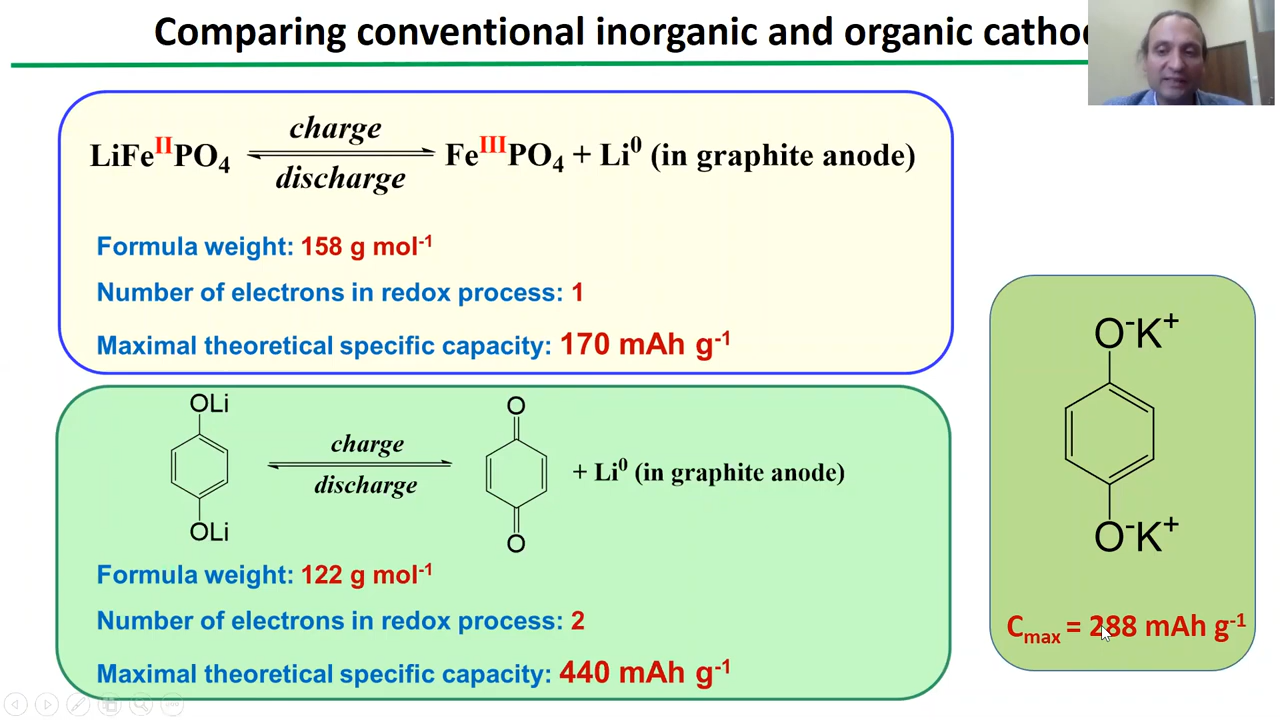 Comparing conventional inorganic and organic
charge
LiFeᴵᴵPO₄ FeᴵᴵᴵPO₄ + Li⁰ (in graphite anode)
discharge
Formula weight: 158 g mol⁻¹
Number of electrons in redox process: 1
Maximal theoretical specific capacity: 170 mAh g⁻¹
OLi
O
charge
+ Li⁰ (in graphite anode)
discharge
OLi
O
Formula weight: 122 g mol⁻¹
Number of electrons in redox process: 2
Maximal theoretical specific capacity: 440 mAh g⁻¹
O⁻K⁺
O⁻K⁺
Cmax = 288 mAh g⁻¹